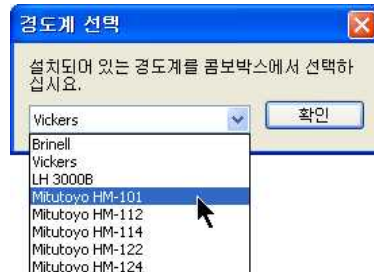 경도계 선택
설치되어 있는 경도계를 콤보박스에서 선택하
십시요.
Vickers
확인
Brinell
Vickers
LH 3000B
Mitutoyo HM-101
Mitutoyo HM-112
Mitutoyo HM-114
Mitutoyo HM-122
Mitutoyo HM-124